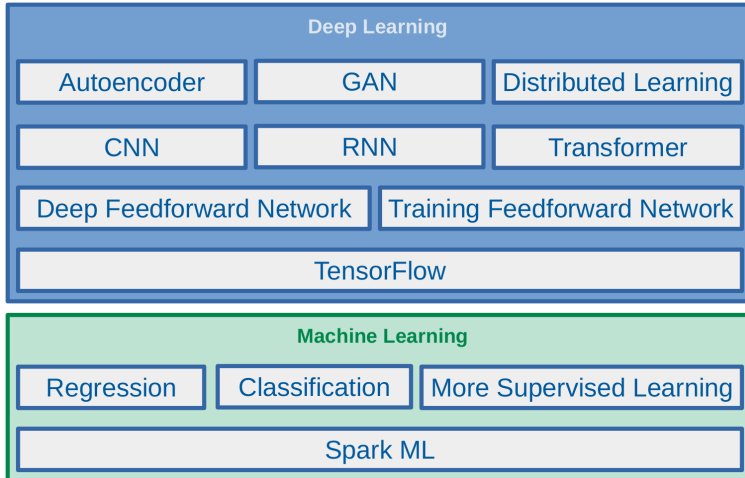 Deep Learning
Autoencoder GAN Distributed Learning
CNN RNN Transformer
Deep Feedforward Network Training Feedforward Network
TensorFlow
Machine Learning
Regression Classification More Supervised Learning
Spark ML